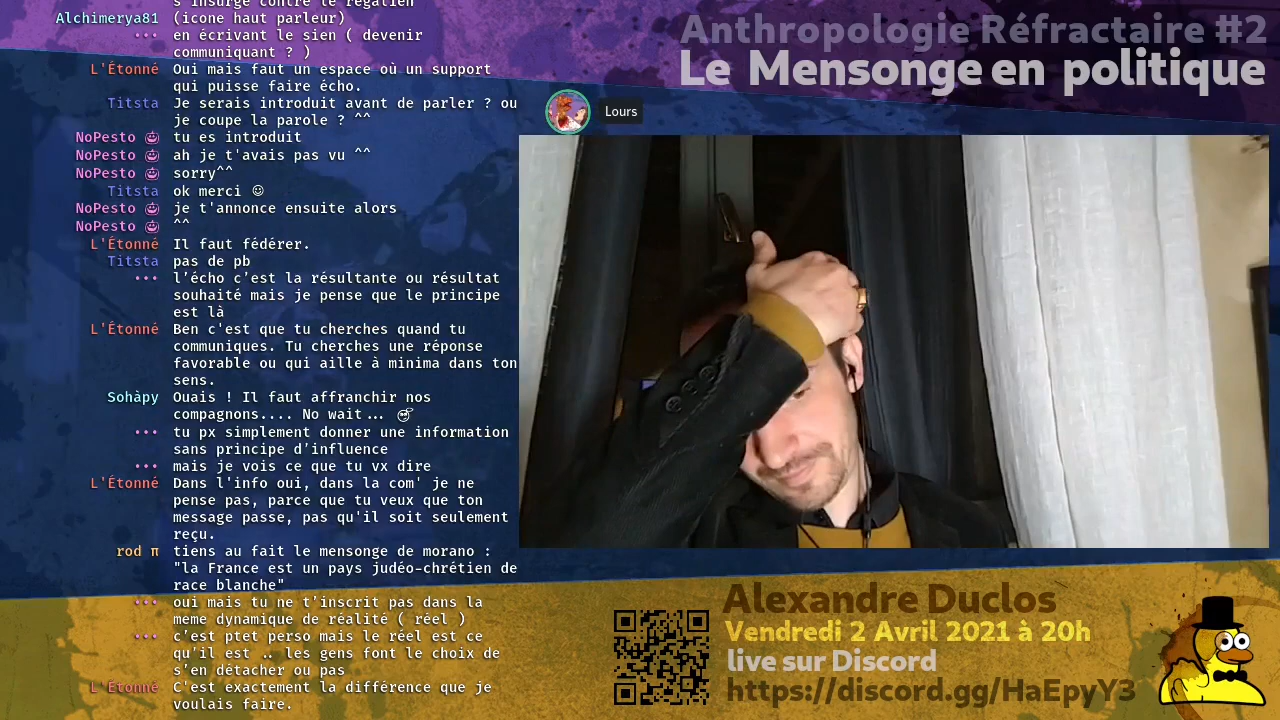 s'insurge contre le régalien
Alchimerya81 (icone haut parleur)
••• en écrivant le sien ( devenir
communiquant ? )
L'Étonné Oui mais faut un espace où un support
qui puisse faire écho.
Titsta Je serais introduit avant de parler ? ou
je coupe la parole ? ^^
NoPesto 🎃 tu es introduit
NoPesto 🎃 ah je t'avais pas vu ^^
NoPesto 🎃 sorry^^
Titsta ok merci ☺
NoPesto 🎃 je t'annonce ensuite alors
NoPesto 🎃 ^^
L'Étonné Il faut fédérer.
Titsta pas de pb
••• l’écho c’est la résultante ou résultat
souhaité mais je pense que le principe
est là
L'Étonné Ben c'est que tu cherches quand tu
communiques. Tu cherches une réponse
favorable ou qui aille à minima dans ton
sens.
Sohàpy Ouais ! Il faut affranchir nos
compagnons.... No wait... 😴
••• tu px simplement donner une information
sans principe d’influence
••• mais je vois ce que tu vx dire
L'Étonné Dans l'info oui, dans la com' je ne
pense pas, parce que tu veux que ton
message passe, pas qu'il soit seulement
reçu.
rod π tiens au fait le mensonge de morano :
"la France est un pays judéo-chrétien de
race blanche"
••• oui mais tu ne t’inscrit pas dans la
meme dynamique de réalité ( réel )
••• c’est ptet perso mais le réel est ce
qu’il est .. les gens font le choix de
s’en détacher ou pas
L'Étonné C'est exactement la différence que je
voulais faire.
Anthropologie Réfractaire #2
Le Mensonge en politique
Lours
Alexandre Duclos
Vendredi 2 Avril 2021 à 20h
live sur Discord
https://discord.gg/HaEpyY3